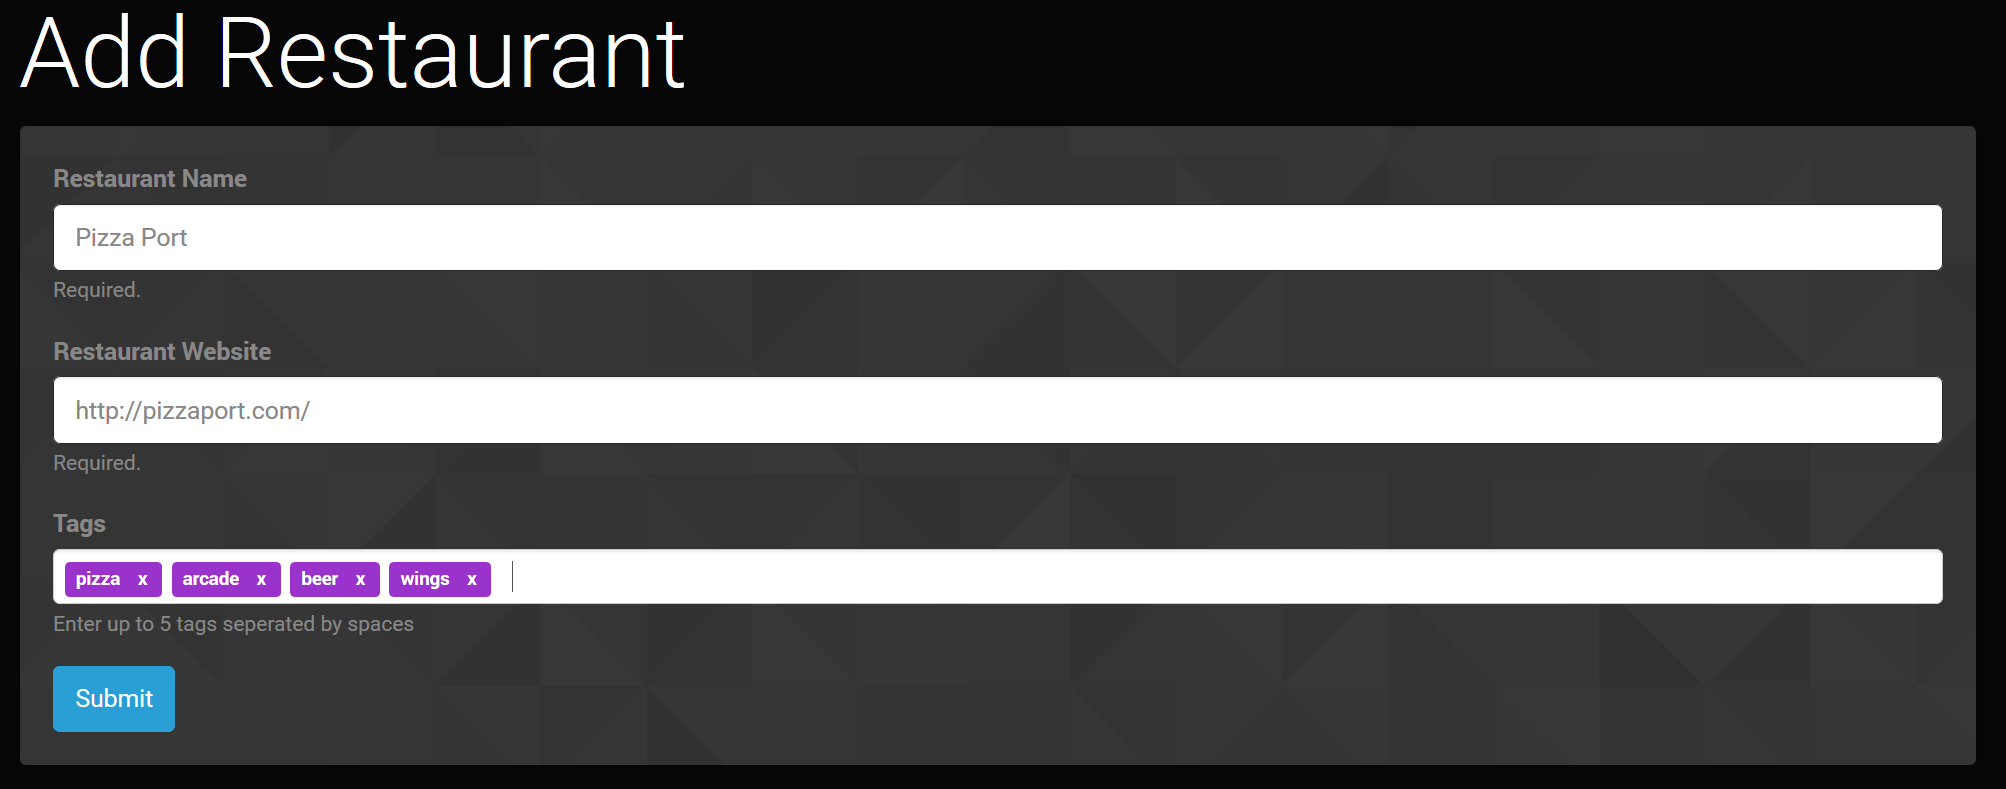 Add Restaurant
Restaurant Name
Pizza Port
Required.
Restaurant Website
http://pizzaport.com/
Required.
Tags
pizza x arcade x beer x wings x
Enter up to 5 tags seperated by spaces
Submit